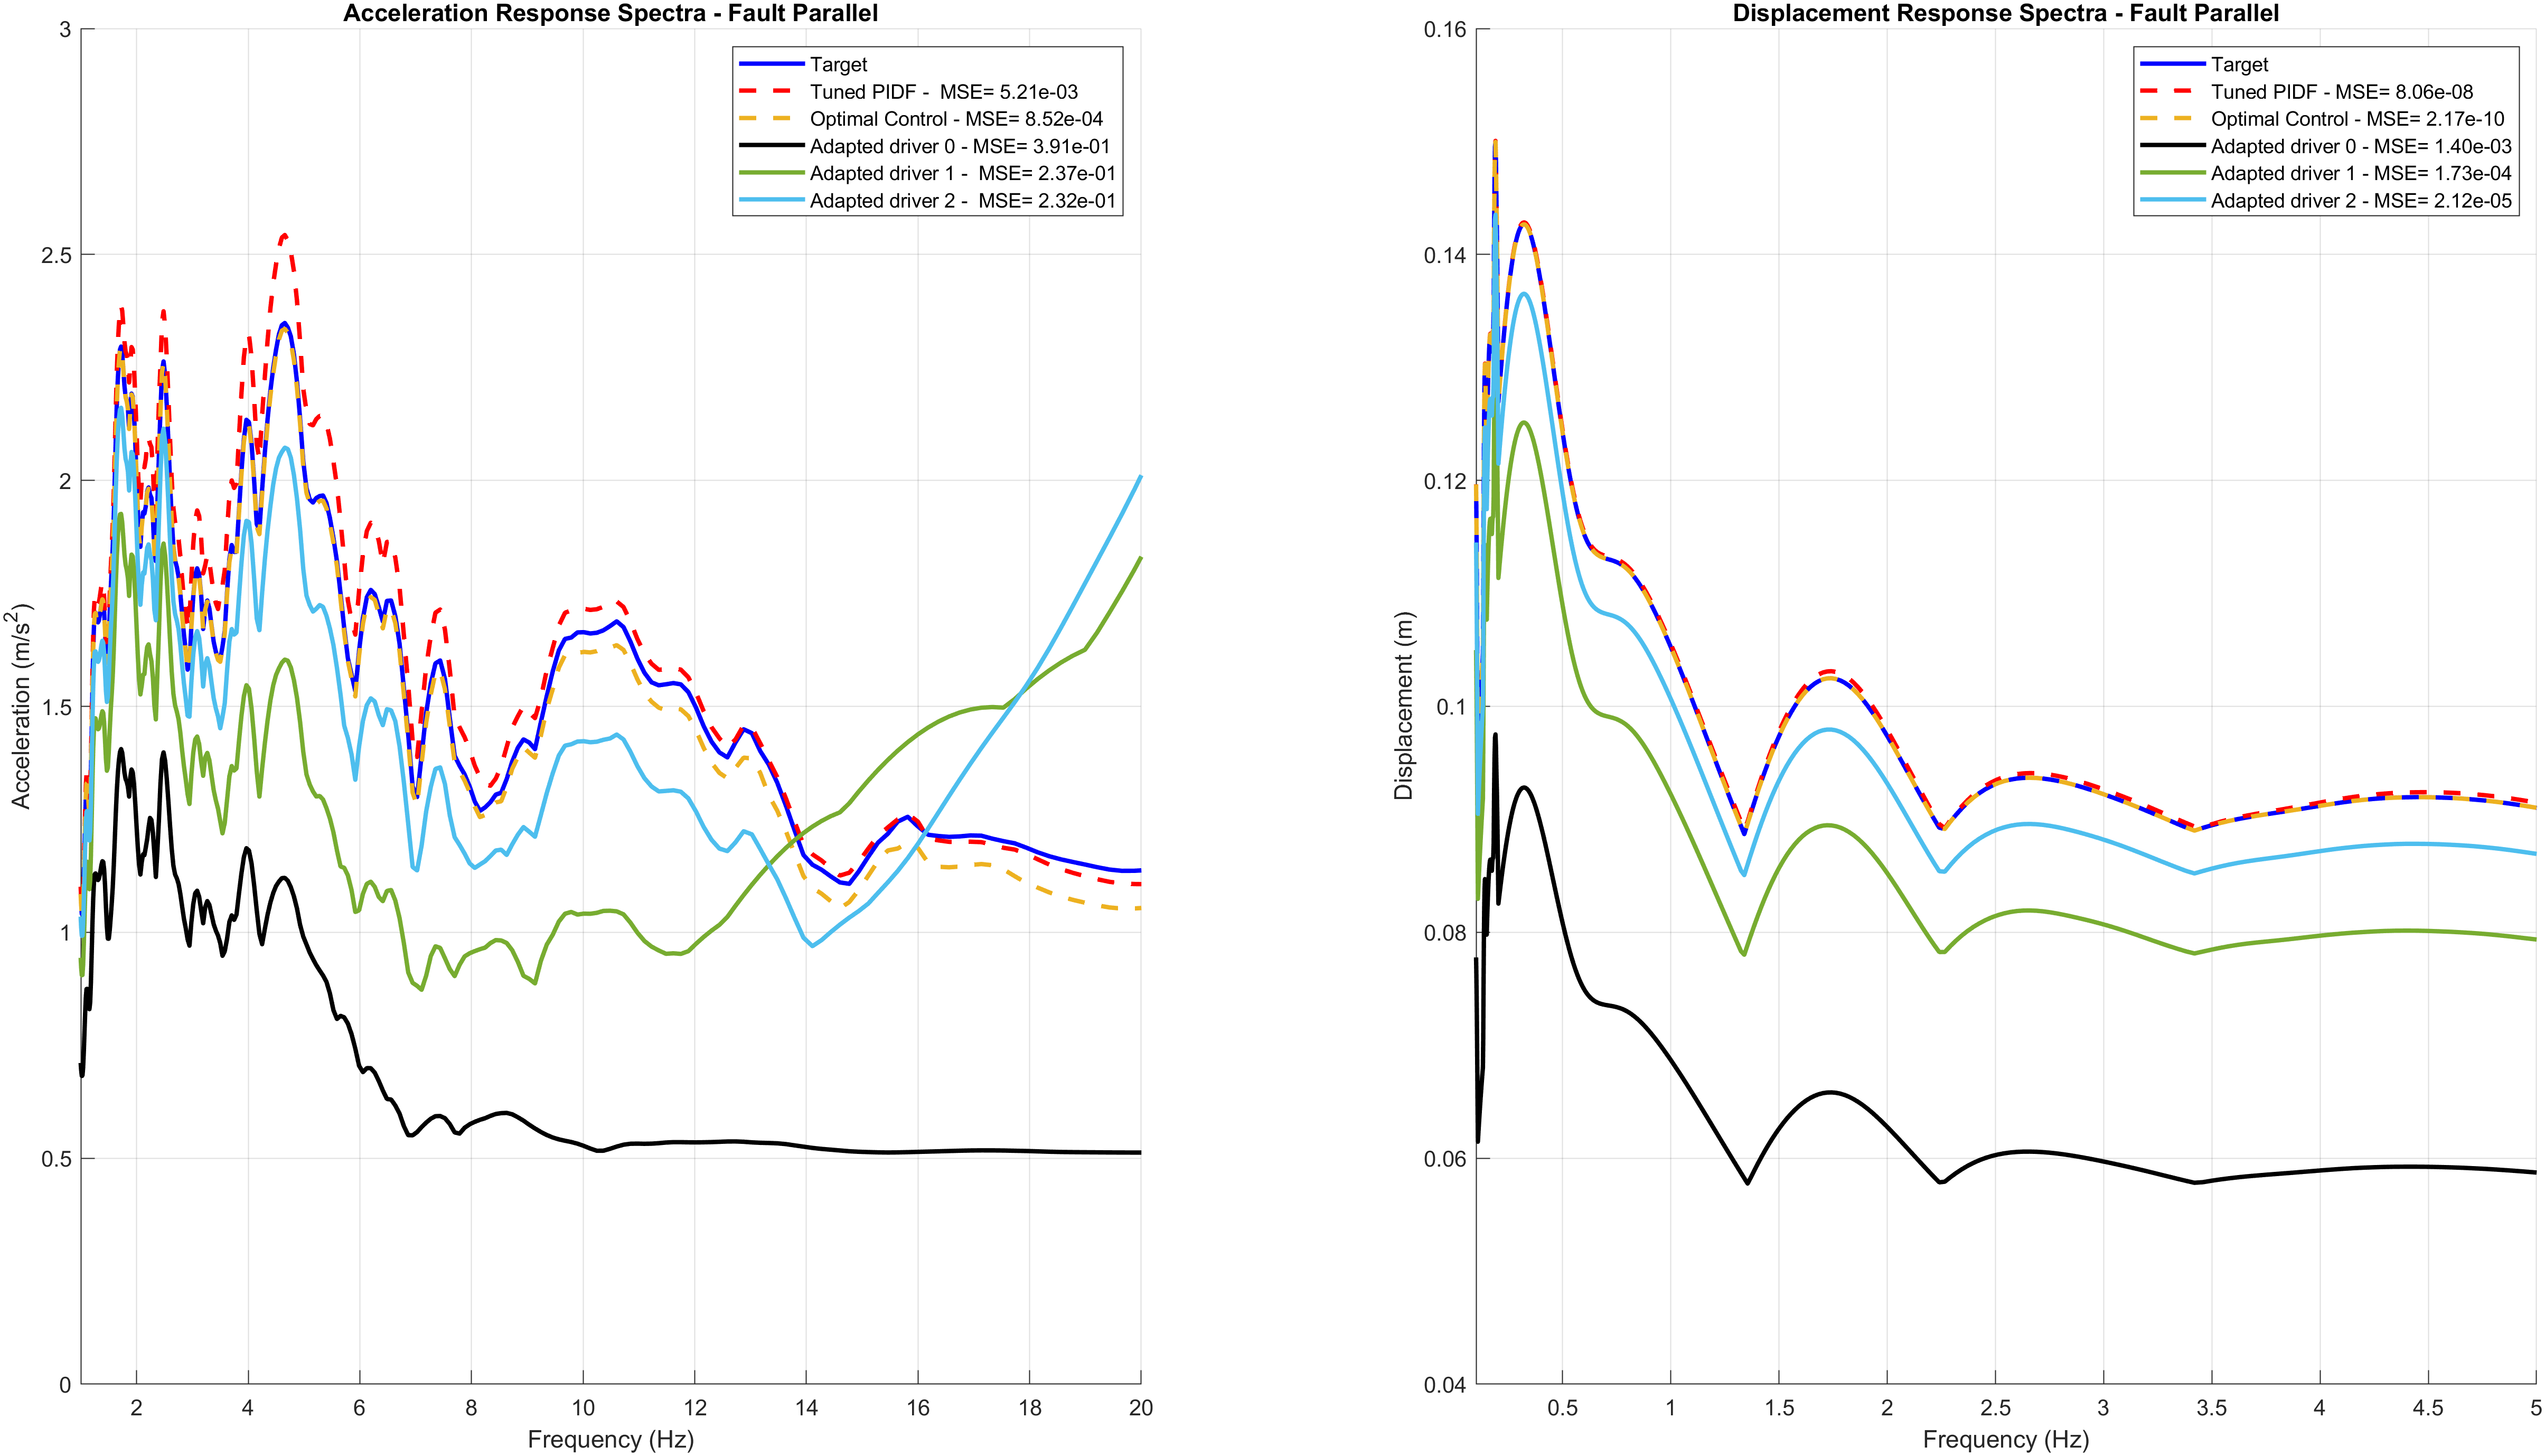 Acceleration Response Spectra - Fault Parallel
3
2.5
2
1.5
1
0.5
0
Acceleration (m/s²)
2
4
6
8
10
12
14
16
18
20
Frequency (Hz)
Target
Tuned PIDF - MSE= 5.21e-03
Optimal Control - MSE= 8.52e-04
Adapted driver 0 - MSE= 3.91e-01
Adapted driver 1 - MSE= 2.37e-01
Adapted driver 2 - MSE= 2.32e-01
Displacement Response Spectra - Fault Parallel
0.16
0.14
0.12
0.1
0.08
0.06
0.04
Displacement (m)
0.5
1
1.5
2
2.5
3
3.5
4
4.5
5
Frequency (Hz)
Target
Tuned PIDF - MSE= 8.06e-08
Optimal Control - MSE= 2.17e-10
Adapted driver 0 - MSE= 1.40e-03
Adapted driver 1 - MSE= 1.73e-04
Adapted driver 2 - MSE= 2.12e-05